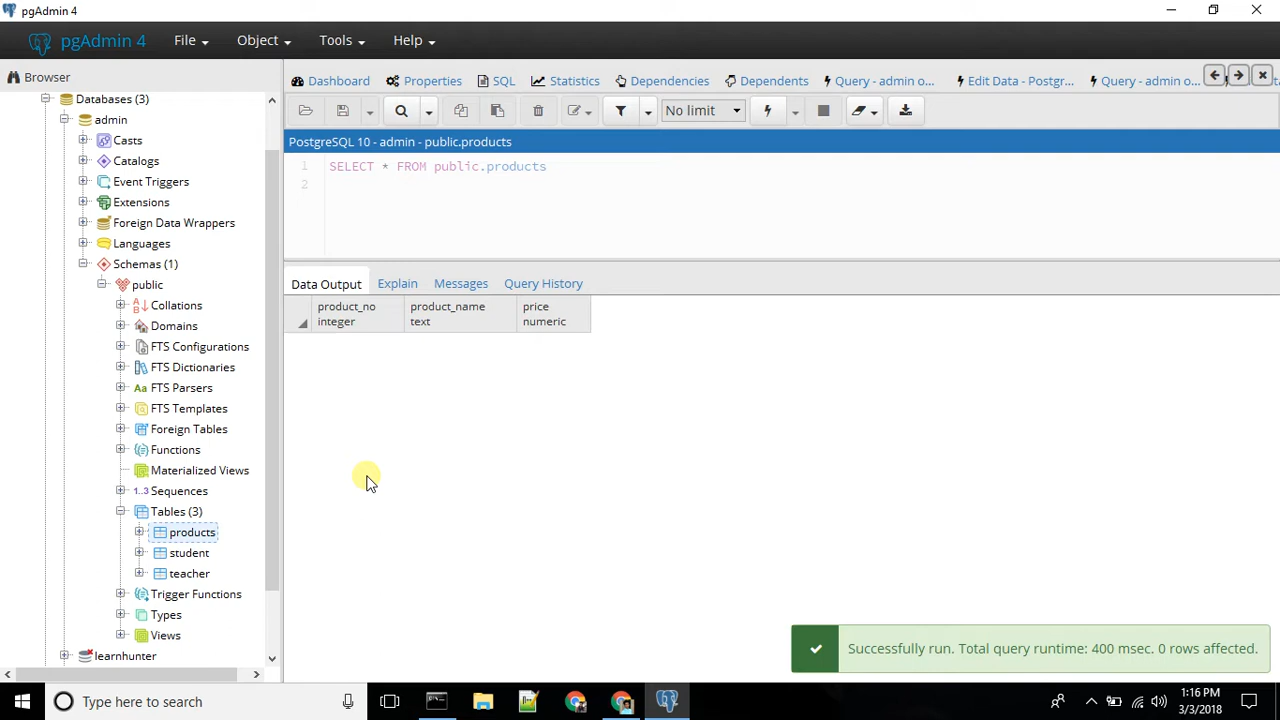 pgAdmin 4
pgAdmin 4
File
Object
Tools
Help
Browser
Dashboard
Properties
SQL
Statistics
Dependencies
Dependents
Query - admin o...
Edit Data - Postgr...
Query - admin o...
No limit
PostgreSQL 10 - admin - public.products
1 SELECT * FROM public.products
2
Data Output
Explain
Messages
Query History
product_no
integer
product_name
text
price
numeric
Databases (3)
admin
Casts
Catalogs
Event Triggers
Extensions
Foreign Data Wrappers
Languages
Schemas (1)
public
Collations
Domains
FTS Configurations
FTS Dictionaries
Aa FTS Parsers
FTS Templates
Foreign Tables
Functions
Materialized Views
1..3 Sequences
Tables (3)
products
student
teacher
Trigger Functions
Types
Views
learnhunter
Successfully run. Total query runtime: 400 msec. 0 rows affected.
Type here to search
1:16 PM
3/3/2018